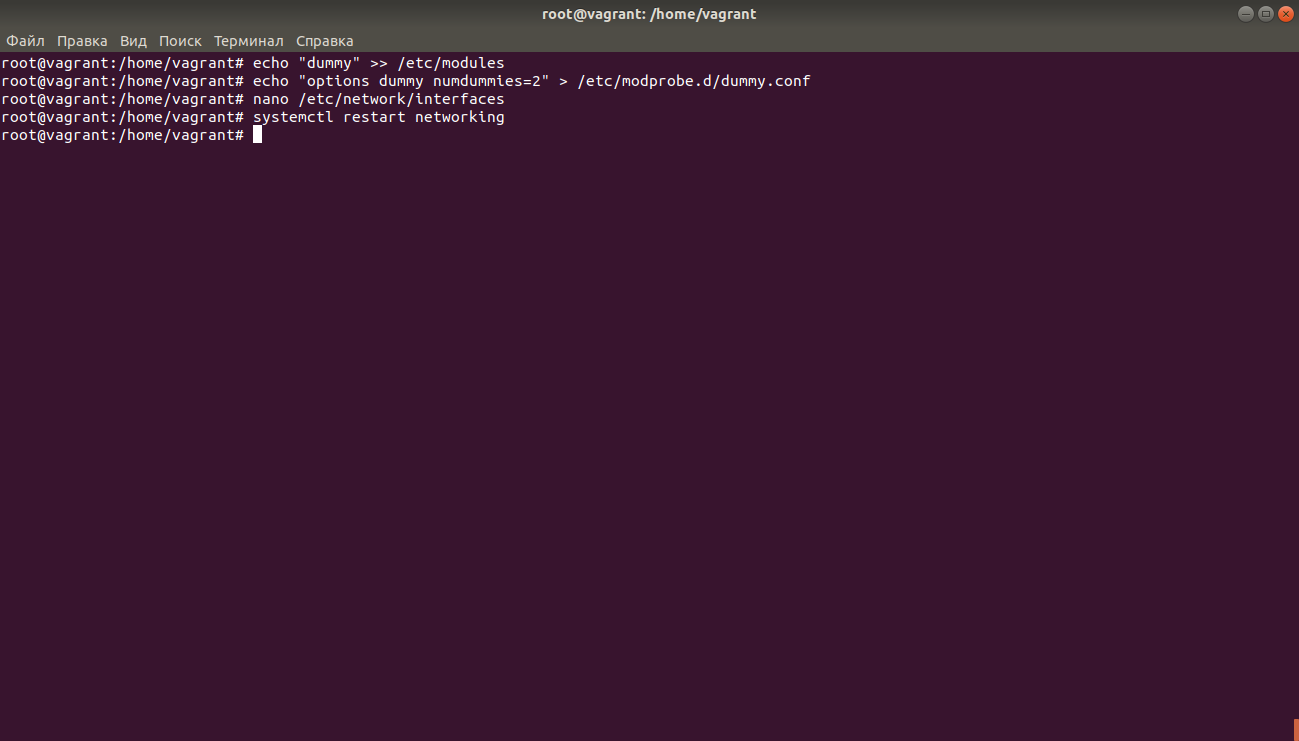 root@vagrant: /home/vagrant
Файл Правка Вид Поиск Терминал Справка
root@vagrant:/home/vagrant# echo "dummy" >> /etc/modules
root@vagrant:/home/vagrant# echo "options dummy numdummies=2" > /etc/modprobe.d/dummy.conf
root@vagrant:/home/vagrant# nano /etc/network/interfaces
root@vagrant:/home/vagrant# systemctl restart networking
root@vagrant:/home/vagrant#